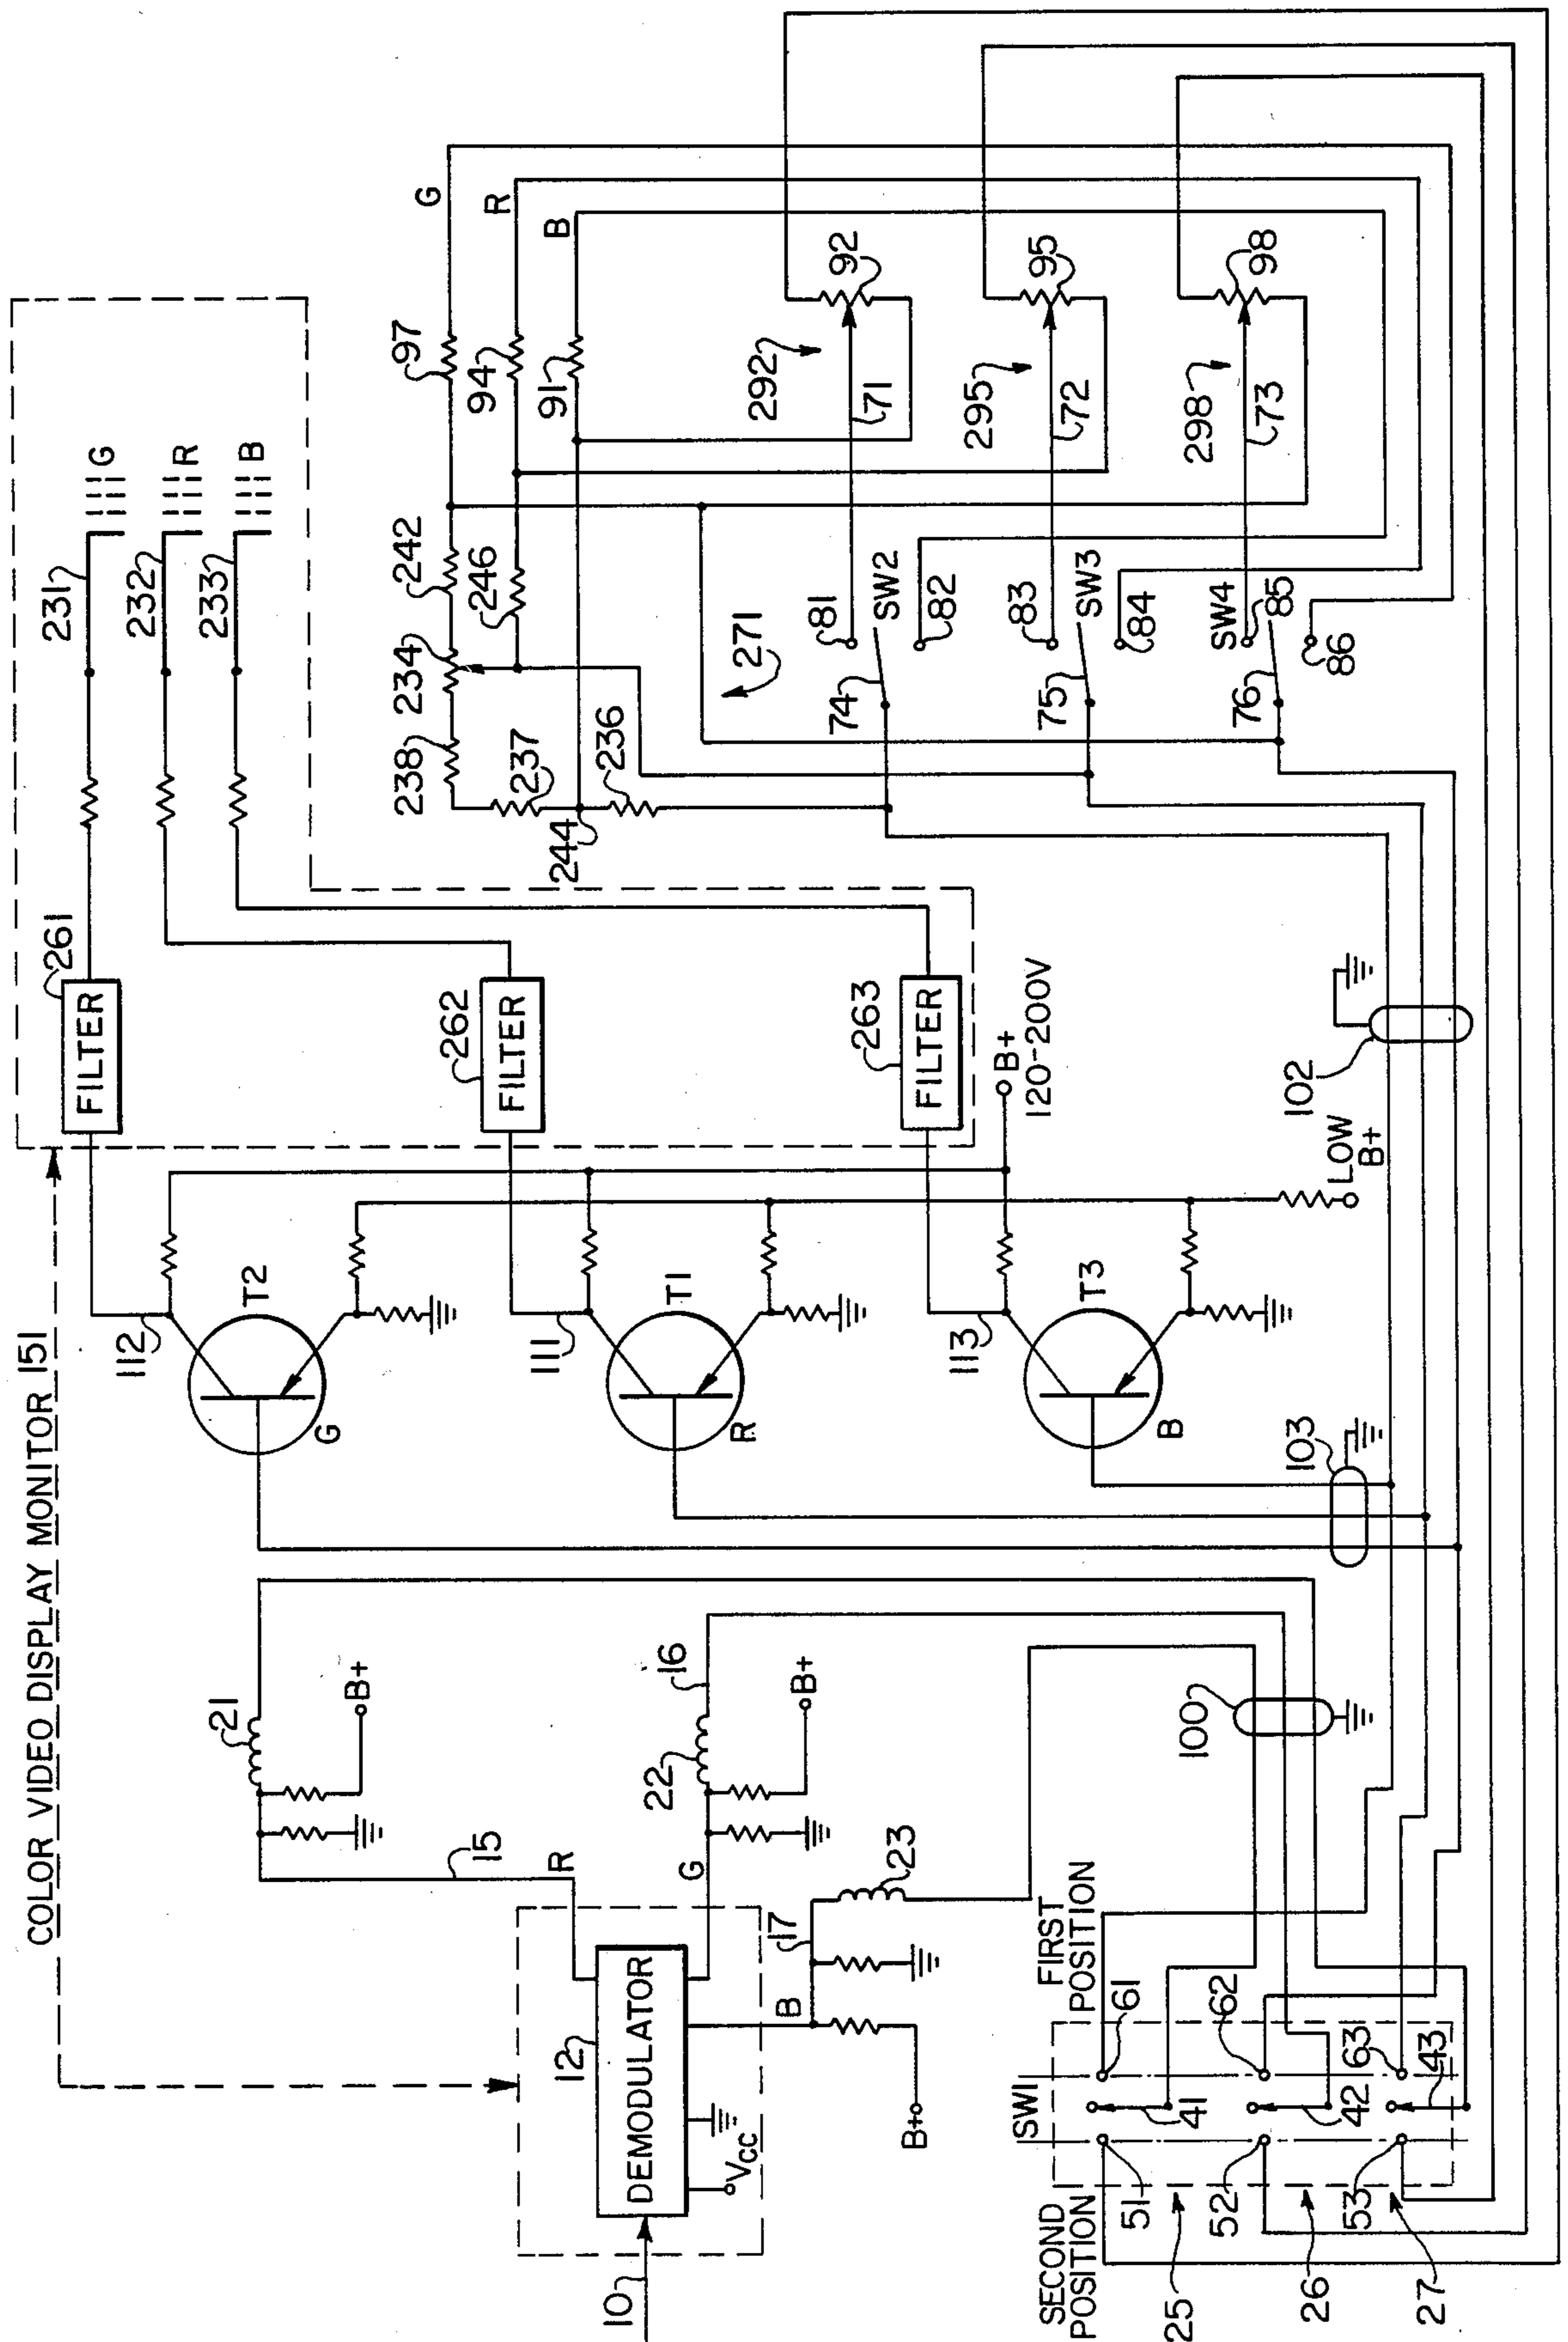 COLOR VIDEO DISPLAY MONITOR 151
FILTER
261
231
G
232
R
233
B
FILTER
262
FILTER
263
112
T2
G
111
T1
R
113
T3
B
B+
120-200V
LOW
B+
21
B+
15
R
16
22
B+
G
23
17
B
B+
12
DEMODULATOR
VCC
10
100
103
102
G
R
B
97
94
91
242
246
234
238
237
236
244
271
292
92
71
295
95
72
298
98
73
81
SW2
82
74
83
SW3
84
75
SW4
85
86
76
FIRST
POSITION
SECOND
POSITION
SW1
61
62
63
41
42
43
51
52
53
25
26
27